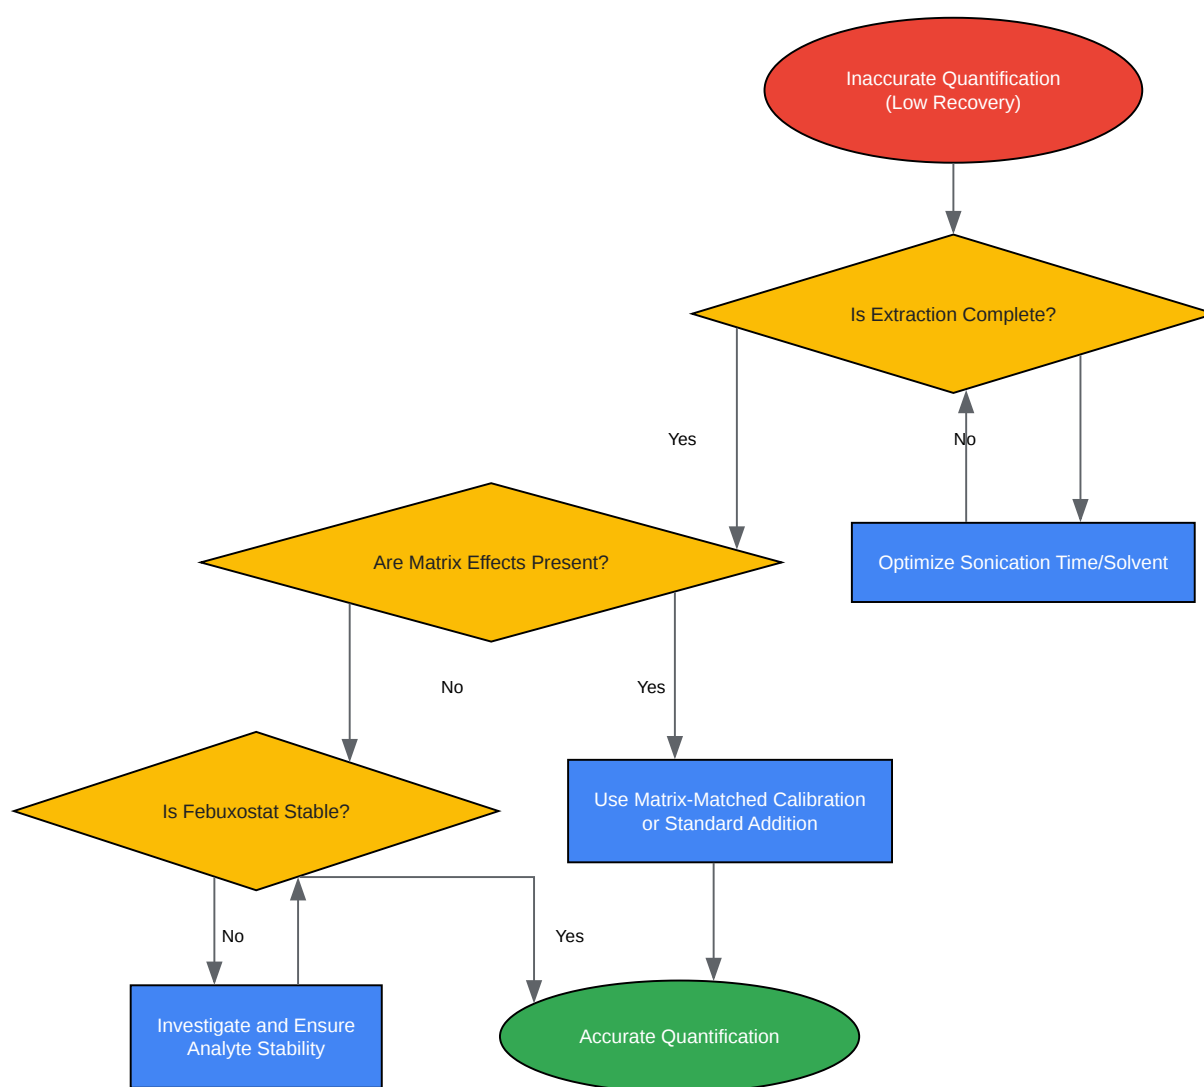 Inaccurate Quantification
(Low Recovery)
Is Extraction Complete?
Yes
No
Are Matrix Effects Present?
Optimize Sonication Time/Solvent
No
Yes
Is Febuxostat Stable?
Use Matrix-Matched Calibration
or Standard Addition
No
Yes
Investigate and Ensure
Analyte Stability
Accurate Quantification